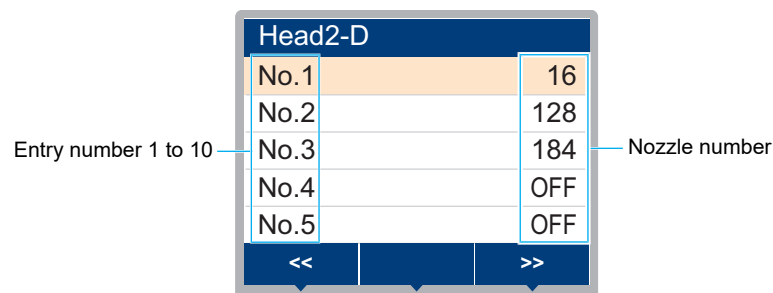 Head2-D
No.1 16
No.2 128
Entry number 1 to 10 No.3 184 Nozzle number
No.4 OFF
No.5 OFF
<< >>